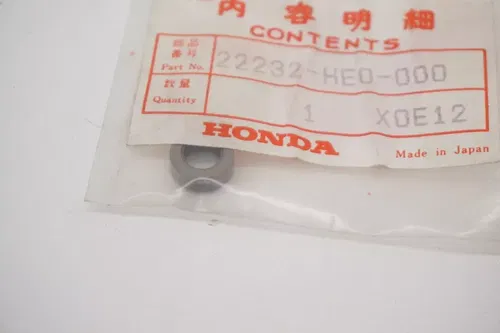 内容明細
CONTENTS
部品番号
Part No. 22232-HE0-000
数量
Quantity 1 X0E12
HONDA Made in Japan